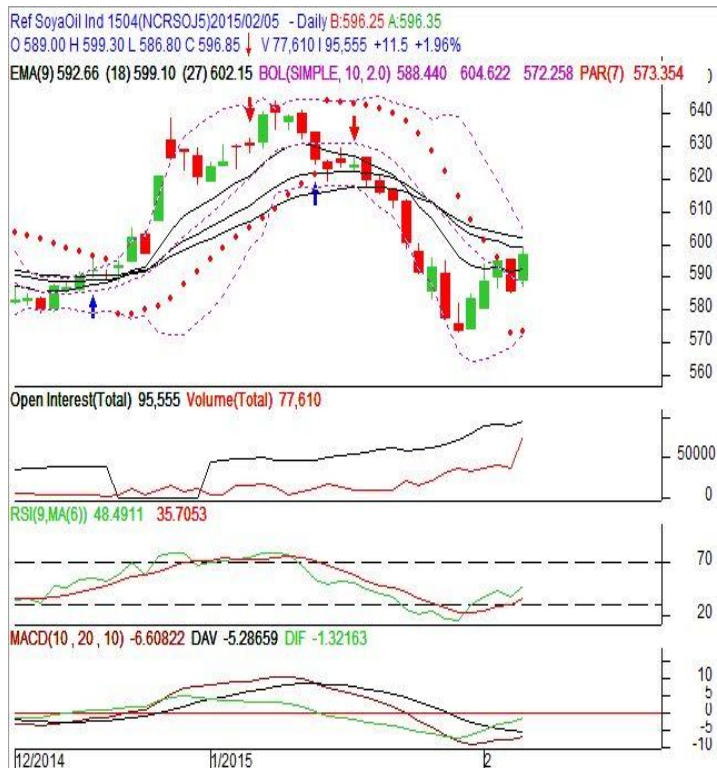 Ref SoyaOil Ind 1504(NCRSOJ5)2015/02/05 - Daily B:596.25 A:596.35
O 589.00 H 599.30 L 586.80 C 596.85 V 77,610 I 95,555 +11.5 +1.96%
EMA(9) 592.66 (18) 599.10 (27) 602.15 BOL(SIMPLE, 10, 2.0) 588.440 604.622 572.258 PAR(7) 573.354 )
640
630
620
610
600
590
580
570
560
Open Interest(Total) 95,555 Volume(Total) 77,610
50000
0
RSI(9,MA(6)) 48.4911 35.7053
70
20
MACD(10 , 20 , 10) -6.60822 DAV -5.28659 DIF -1.32163
10
5
0
-5
-10
12/2014 1/2015 2